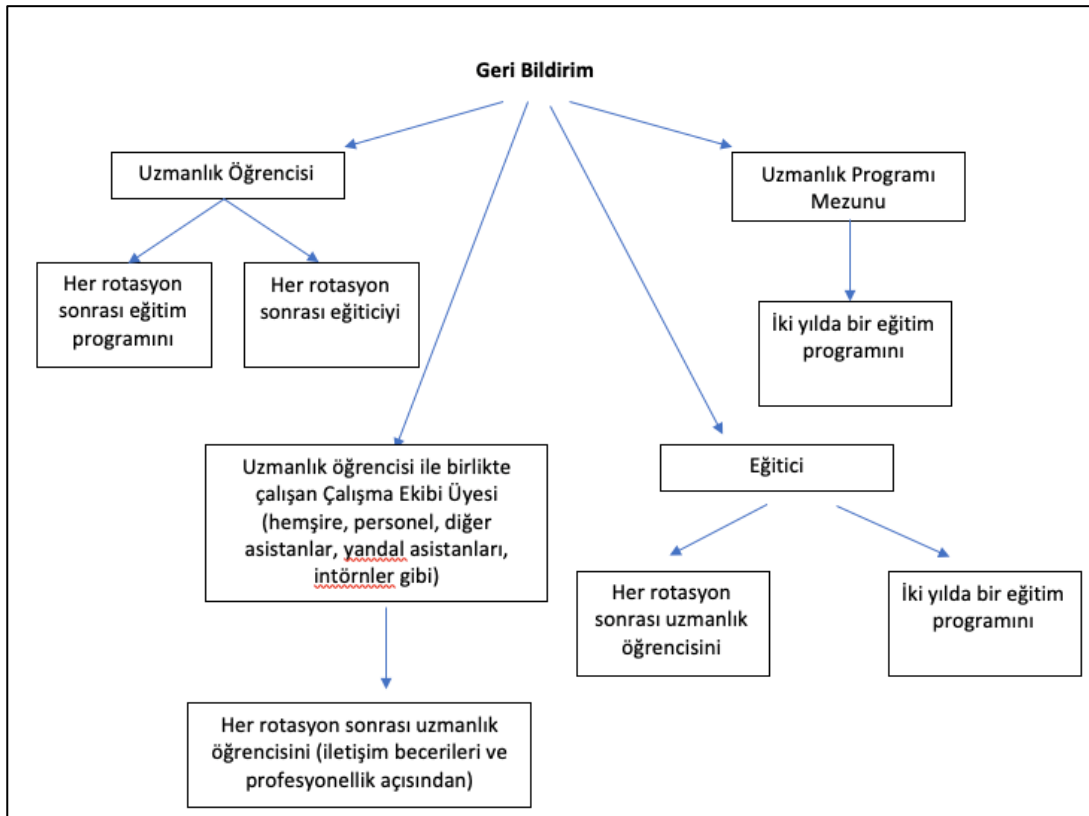 Geri Bildirim
Uzmanlık Öğrencisi
Uzmanlık Programı
Mezunu
Her rotasyon
sonrası eğitim
programını
Her rotasyon
sonrası eğiticiyi
İki yılda bir eğitim
programını
Uzmanlık öğrencisi ile birlikte
çalışan Çalışma Ekibi Üyesi
(hemşire, personel, diğer
asistanlar, yandal asistanları,
intörnler gibi)
Eğitici
Her rotasyon
sonrası uzmanlık
öğrencisini
İki yılda bir eğitim
programını
Her rotasyon sonrası uzmanlık
öğrencisini (iletişim becerileri ve
profesyonellik açısından)